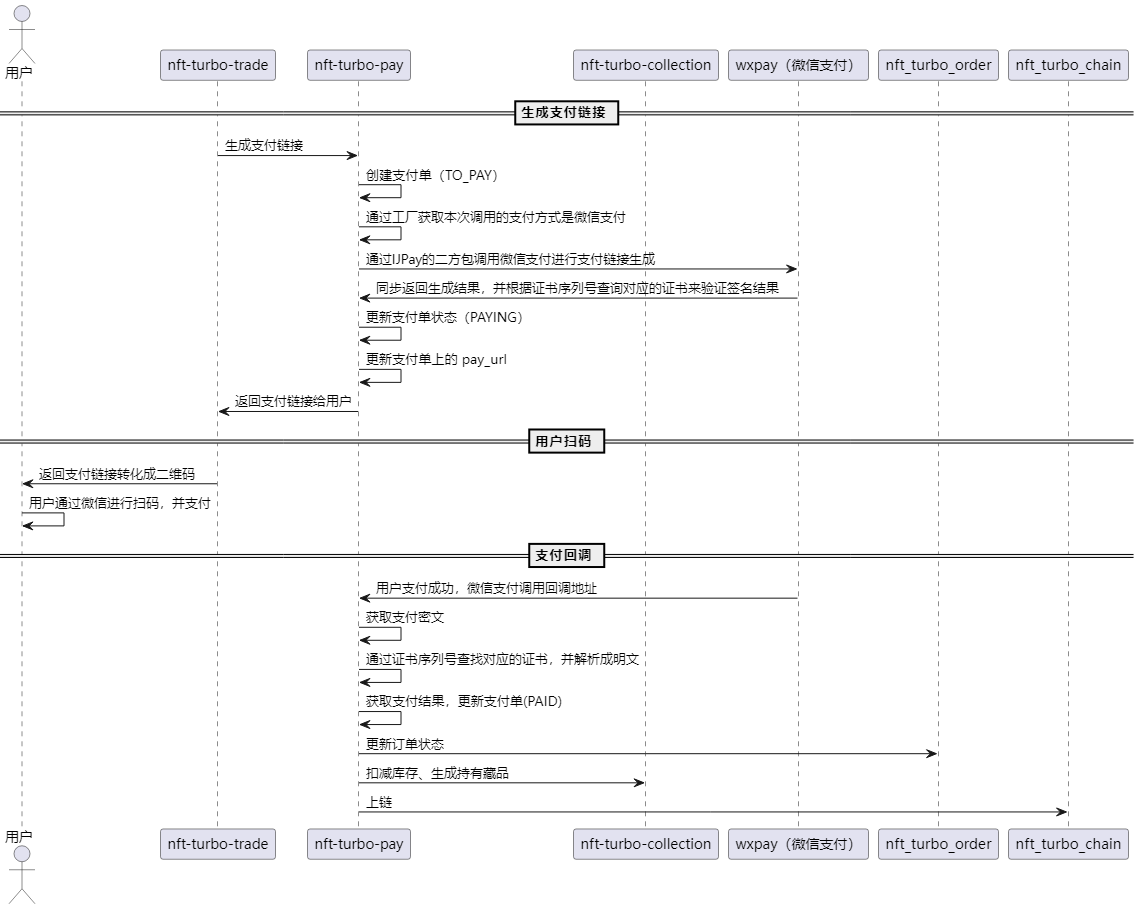 用户
nft-turbo-trade
nft-turbo-pay
nft-turbo-collection
wxpay（微信支付）
nft_turbo_order
nft_turbo_chain
生成支付链接
生成支付链接
创建支付单（TO_PAY）
通过工厂获取本次调用的支付方式是微信支付
通过IJPay的二方包调用微信支付进行支付链接生成
同步返回生成结果，并根据证书序列号查询对应的证书来验证签名结果
更新支付单状态（PAYING）
更新支付单上的 pay_url
返回支付链接给用户
用户扫码
返回支付链接转化成二维码
用户通过微信进行扫码，并支付
支付回调
用户支付成功，微信支付调用回调地址
获取支付密文
通过证书序列号查找对应的证书，并解析成明文
获取支付结果，更新支付单(PAID)
更新订单状态
扣减库存、生成持有藏品
上链
用户
nft-turbo-trade
nft-turbo-pay
nft-turbo-collection
wxpay（微信支付）
nft_turbo_order
nft_turbo_chain